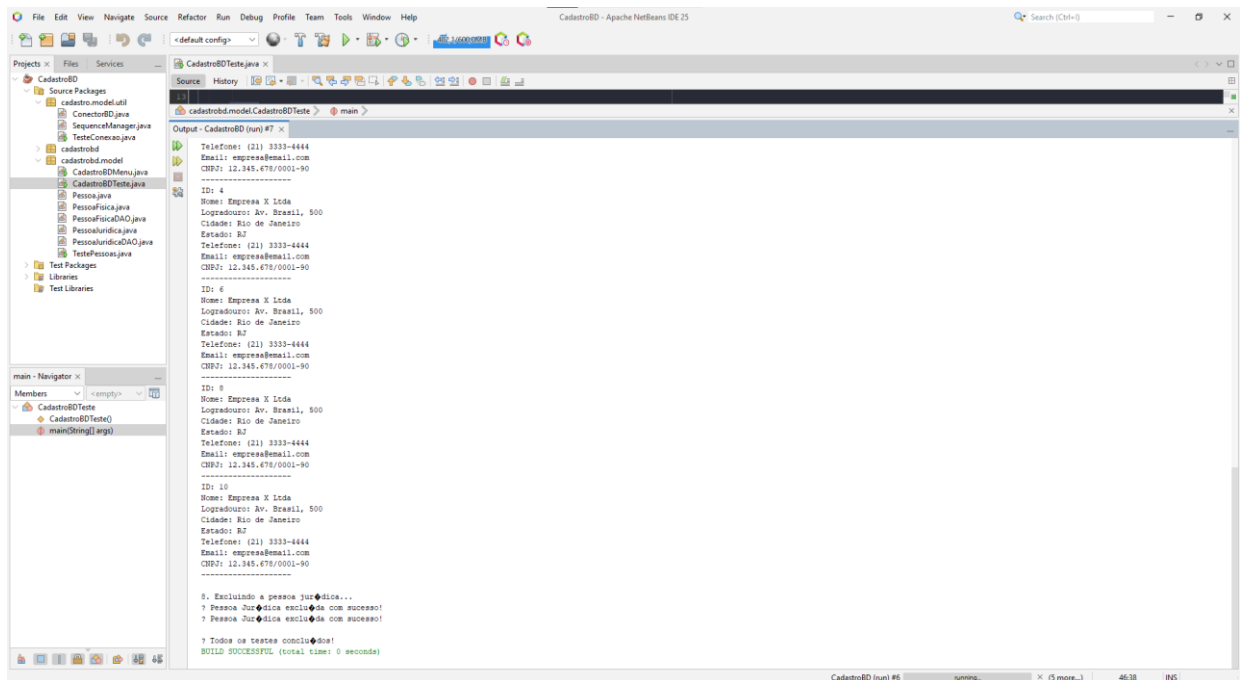 File Edit View Navigate Source Refactor Run Debug Profile Team Tools Window Help
CadastroBD - Apache NetBeans IDE 25
Search (Ctrl+I)
<default config>
Projects
Files
Services
CadastroBD
Source Packages
cadastro.model.util
ConectorBD.java
SequenceManager.java
TesteConexao.java
cadastrobd
cadastrobd.model
CadastroBDMenu.java
CadastroBDTeste.java
Pessoa.java
PessoaFisica.java
PessoaFisicaDAO.java
PessoaJuridica.java
PessoaJuridicaDAO.java
TestePessoas.java
Test Packages
Libraries
Test Libraries
main - Navigator
Members
<empty>
CadastroBDTeste
CadastroBDTeste()
main(String[] args)
CadastroBDTeste.java
Source History
13
cadastrobd.model.CadastroBDTeste
main
Output - CadastroBD (run) #7
Telefone: (21) 3333-4444
Email: empresa@email.com
CNPJ: 12.345.678/0001-90
--------------------
ID: 4
Nome: Empresa X Ltda
Logradouro: Av. Brasil, 500
Cidade: Rio de Janeiro
Estado: RJ
Telefone: (21) 3333-4444
Email: empresa@email.com
CNPJ: 12.345.678/0001-90
--------------------
ID: 6
Nome: Empresa X Ltda
Logradouro: Av. Brasil, 500
Cidade: Rio de Janeiro
Estado: RJ
Telefone: (21) 3333-4444
Email: empresa@email.com
CNPJ: 12.345.678/0001-90
--------------------
ID: 8
Nome: Empresa X Ltda
Logradouro: Av. Brasil, 500
Cidade: Rio de Janeiro
Estado: RJ
Telefone: (21) 3333-4444
Email: empresa@email.com
CNPJ: 12.345.678/0001-90
--------------------
ID: 10
Nome: Empresa X Ltda
Logradouro: Av. Brasil, 500
Cidade: Rio de Janeiro
Estado: RJ
Telefone: (21) 3333-4444
Email: empresa@email.com
CNPJ: 12.345.678/0001-90
--------------------
8. Excluindo a pessoa jur�dica...
? Pessoa Jur�dica exclu�da com sucesso!
? Pessoa Jur�dica exclu�da com sucesso!
? Todos os testes conclu�dos!
BUILD SUCCESSFUL (total time: 0 seconds)
CadastroBD (run) #6
running...
(5 more...)
46:38
INS